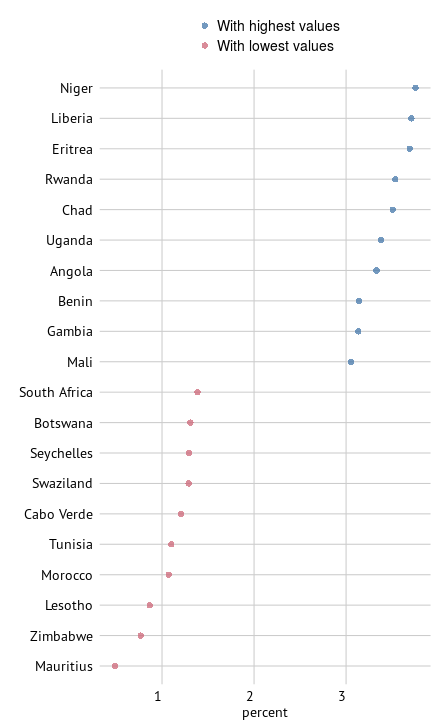 With highest values
With lowest values
Niger
Liberia
Eritrea
Rwanda
Chad
Uganda
Angola
Benin
Gambia
Mali
South Africa
Botswana
Seychelles
Swaziland
Cabo Verde
Tunisia
Morocco
Lesotho
Zimbabwe
Mauritius
1 2 3
percent